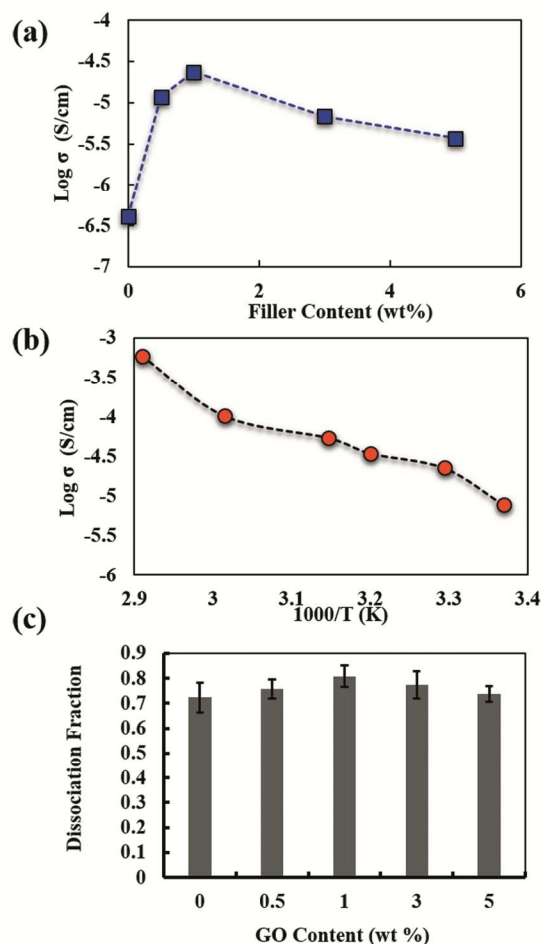 (a)
Log σ (S/cm)
-4
-4.5
-5
-5.5
-6
-6.5
-7
0 2 4 6
Filler Content (wt%)
(b)
Log σ (S/cm)
-3
-3.5
-4
-4.5
-5
-5.5
-6
2.9 3 3.1 3.2 3.3 3.4
1000/T (K)
(c)
Dissociation Fraction
0.9
0.8
0.7
0.6
0.5
0.4
0.3
0.2
0.1
0
0 0.5 1 3 5
GO Content (wt %)